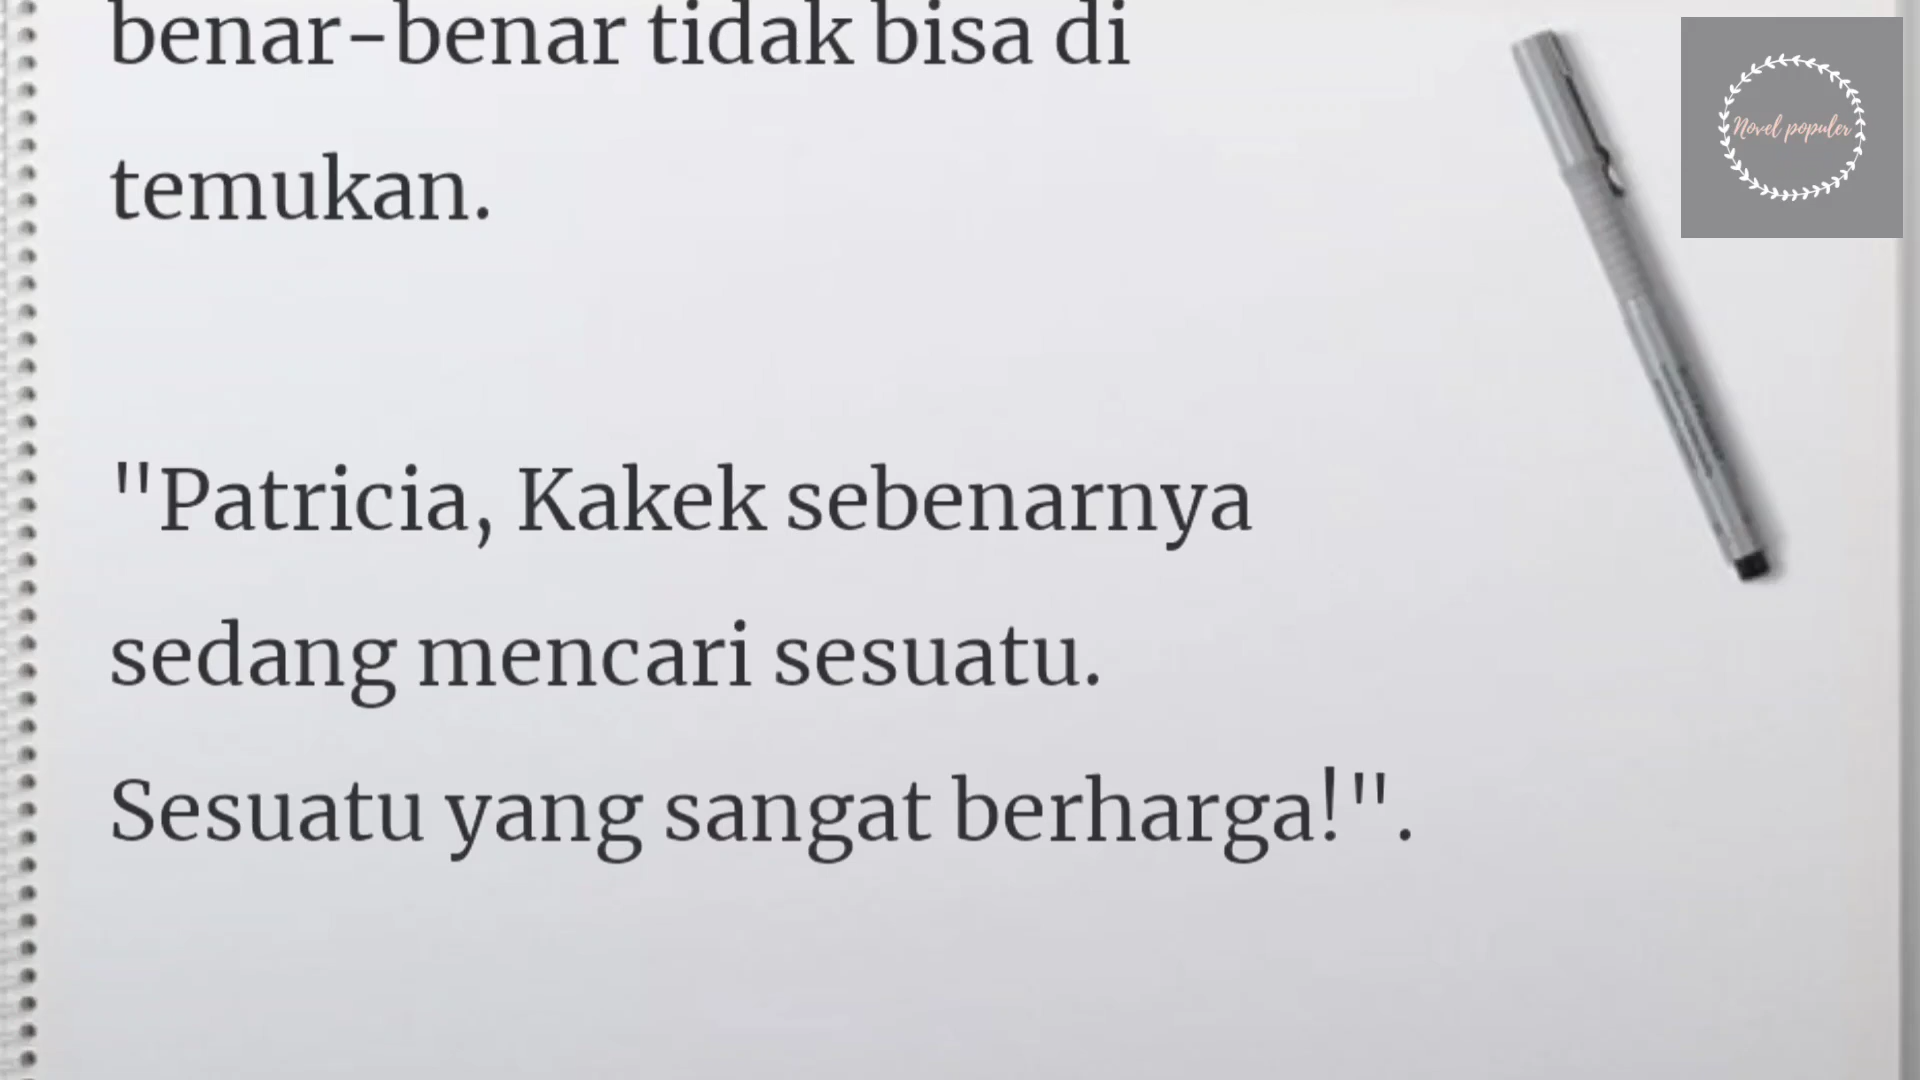 benar-benar tidak bisa di
temukan.
"Patricia, Kakek sebenarnya
sedang mencari sesuatu.
Sesuatu yang sangat berharga!".
Novel populer